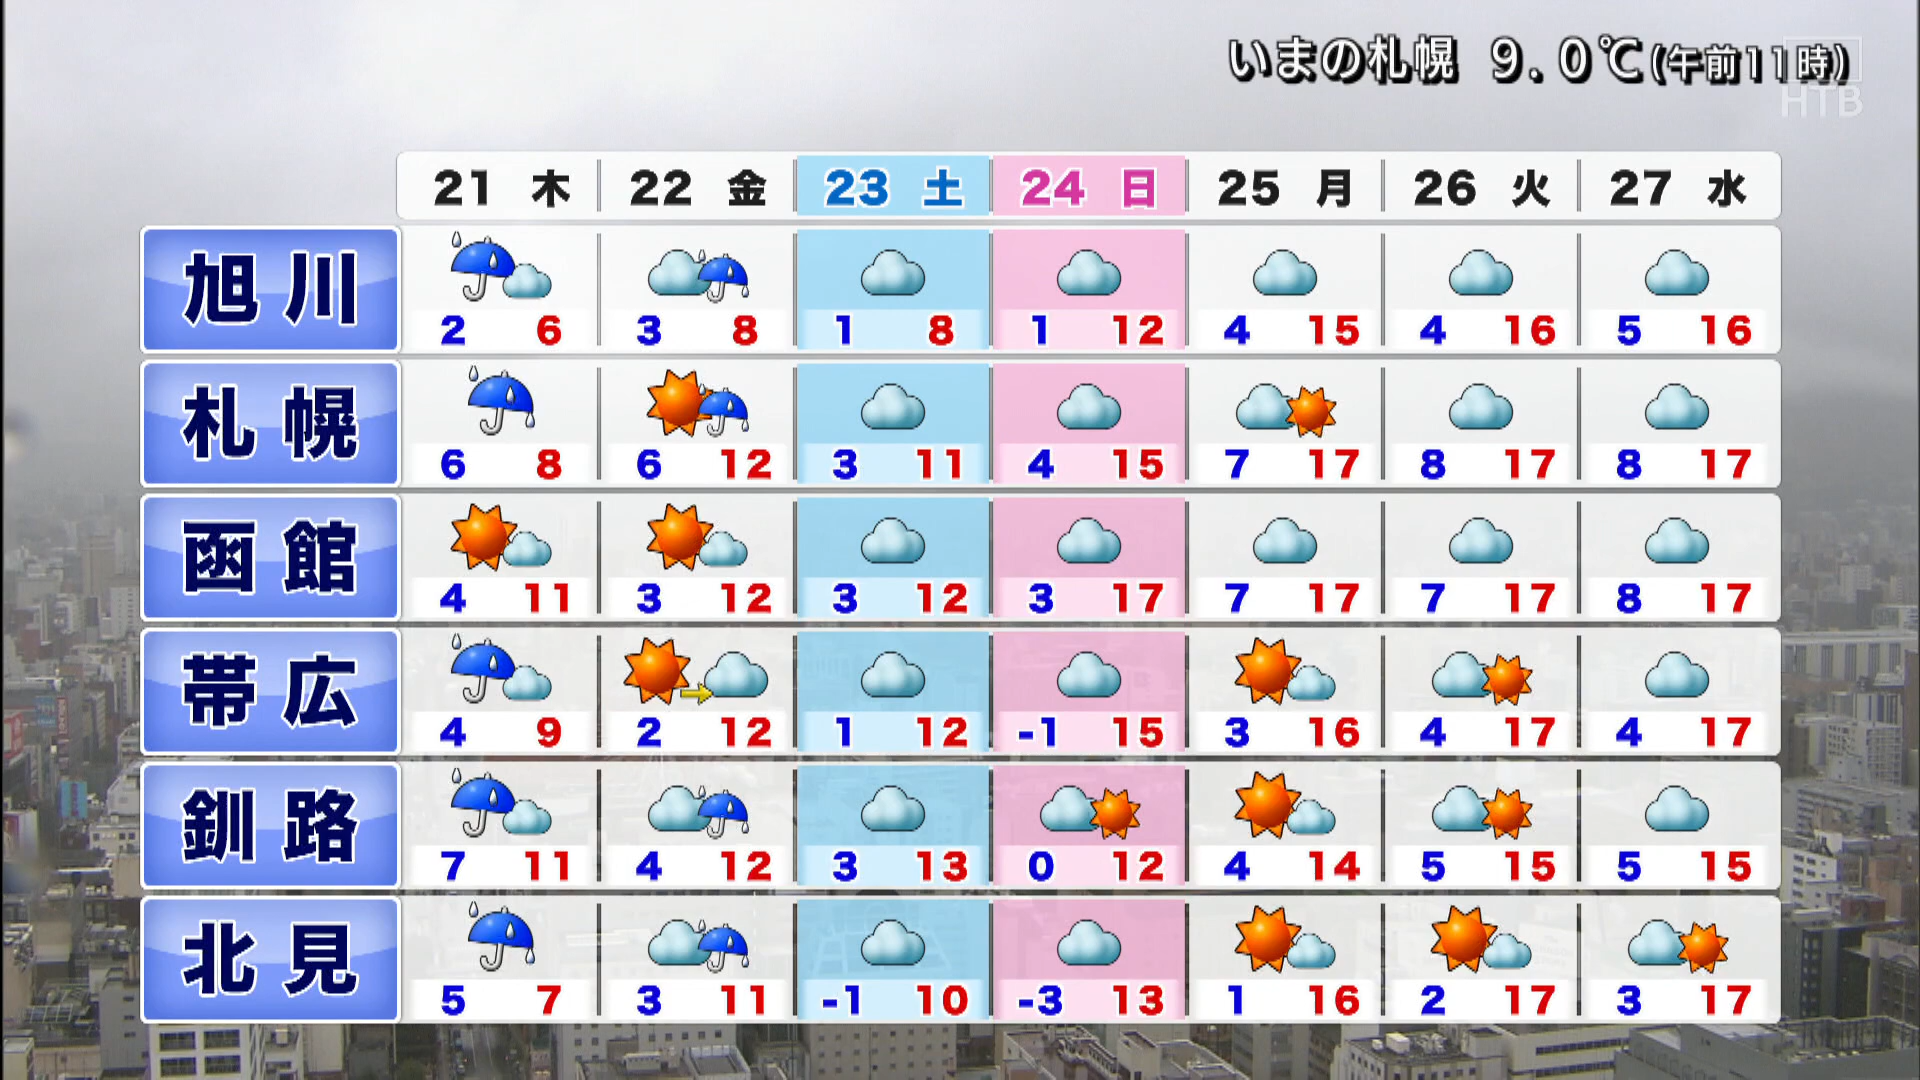 いまの札幌 9.0℃(午前11時)
HTB
21 木 22 金 23 土 24 日 25 月 26 火 27 水
旭川 2 6 3 8 1 8 1 12 4 15 4 16 5 16
札幌 6 8 6 12 3 11 4 15 7 17 8 17 8 17
函館 4 11 3 12 3 12 3 17 7 17 7 17 8 17
帯広 4 9 2 12 1 12 -1 15 3 16 4 17 4 17
釧路 7 11 4 12 3 13 0 12 4 14 5 15 5 15
北見 5 7 3 11 -1 10 -3 13 1 16 2 17 3 17